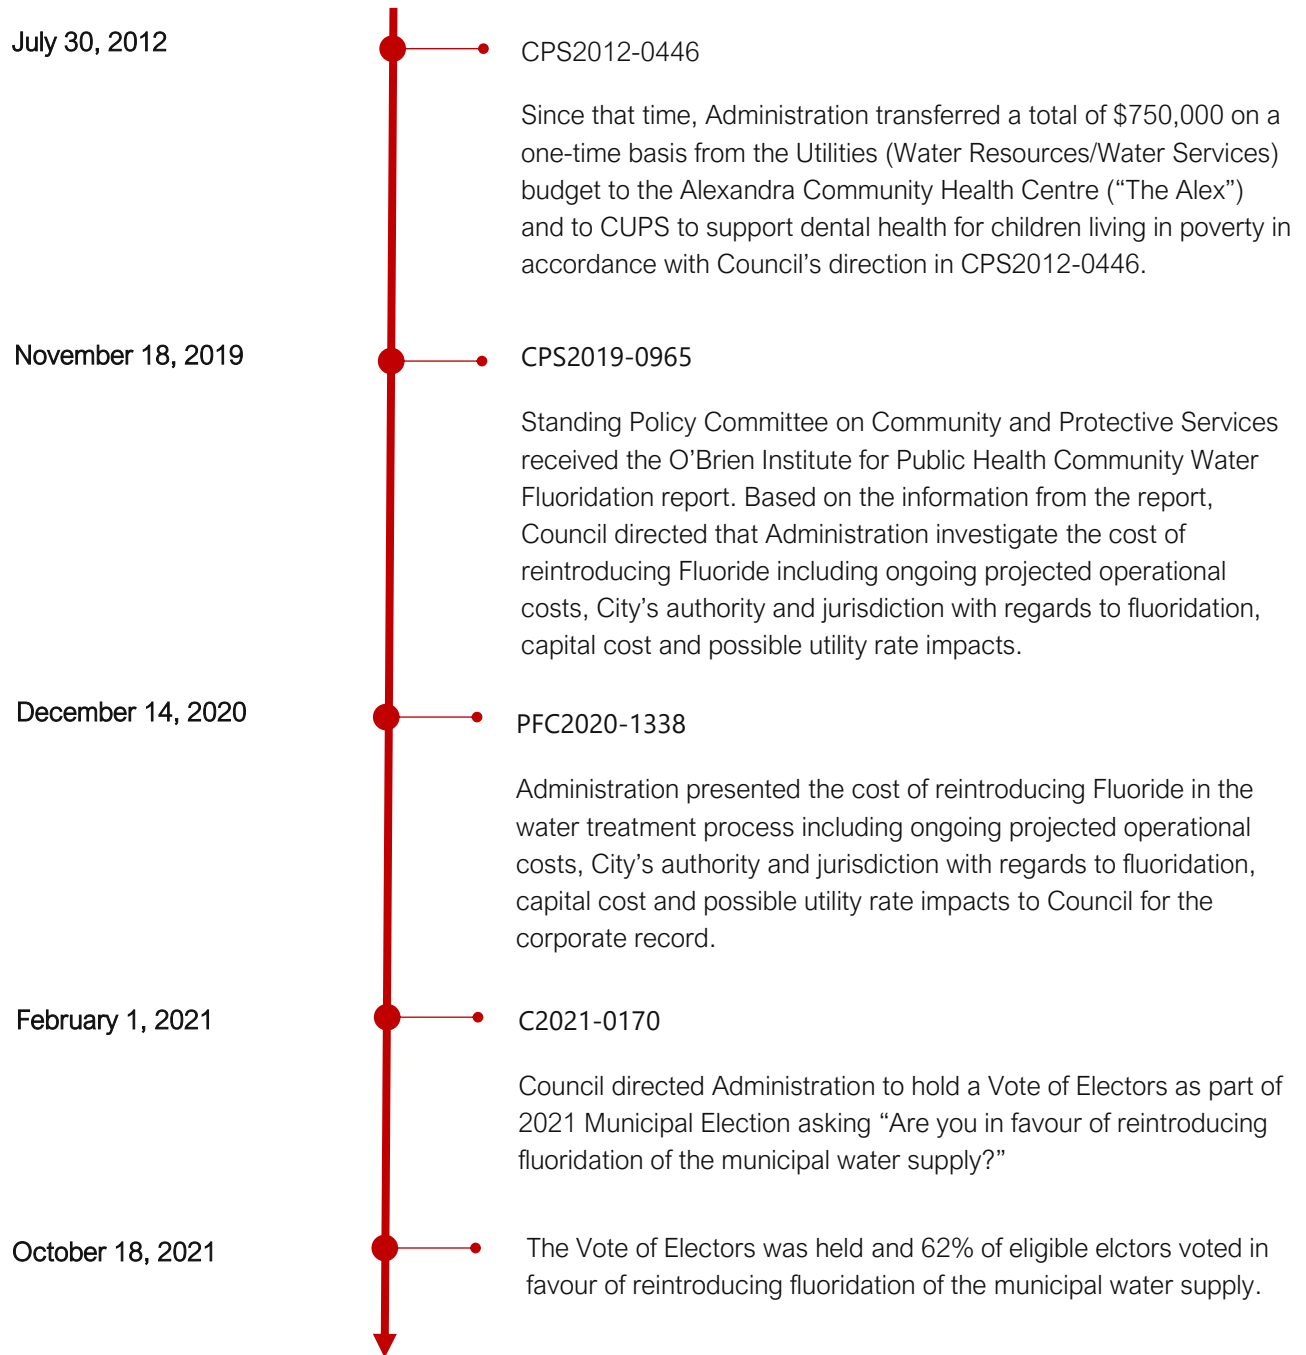 July 30, 2012
CPS2012-0446
Since that time, Administration transferred a total of $750,000 on a
one-time basis from the Utilities (Water Resources/Water Services)
budget to the Alexandra Community Health Centre (“The Alex”)
and to CUPS to support dental health for children living in poverty in
accordance with Council’s direction in CPS2012-0446.
November 18, 2019
CPS2019-0965
Standing Policy Committee on Community and Protective Services
received the O’Brien Institute for Public Health Community Water
Fluoridation report. Based on the information from the report,
Council directed that Administration investigate the cost of
reintroducing Fluoride including ongoing projected operational
costs, City’s authority and jurisdiction with regards to fluoridation,
capital cost and possible utility rate impacts.
December 14, 2020
PFC2020-1338
Administration presented the cost of reintroducing Fluoride in the
water treatment process including ongoing projected operational
costs, City’s authority and jurisdiction with regards to fluoridation,
capital cost and possible utility rate impacts to Council for the
corporate record.
February 1, 2021
C2021-0170
Council directed Administration to hold a Vote of Electors as part of
2021 Municipal Election asking “Are you in favour of reintroducing
fluoridation of the municipal water supply?”
October 18, 2021
The Vote of Electors was held and 62% of eligible elctors voted in
favour of reintroducing fluoridation of the municipal water supply.